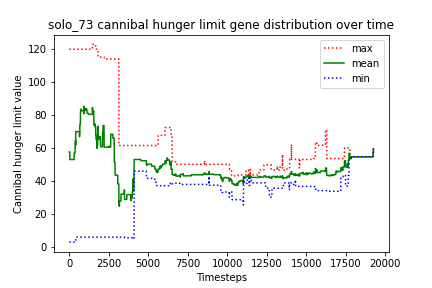 solo_73 cannibal hunger limit gene distribution over time
120
100
80
60
40
20
0
Cannibal hunger limit value
max
mean
min
0 2500 5000 7500 10000 12500 15000 17500 20000
Timesteps